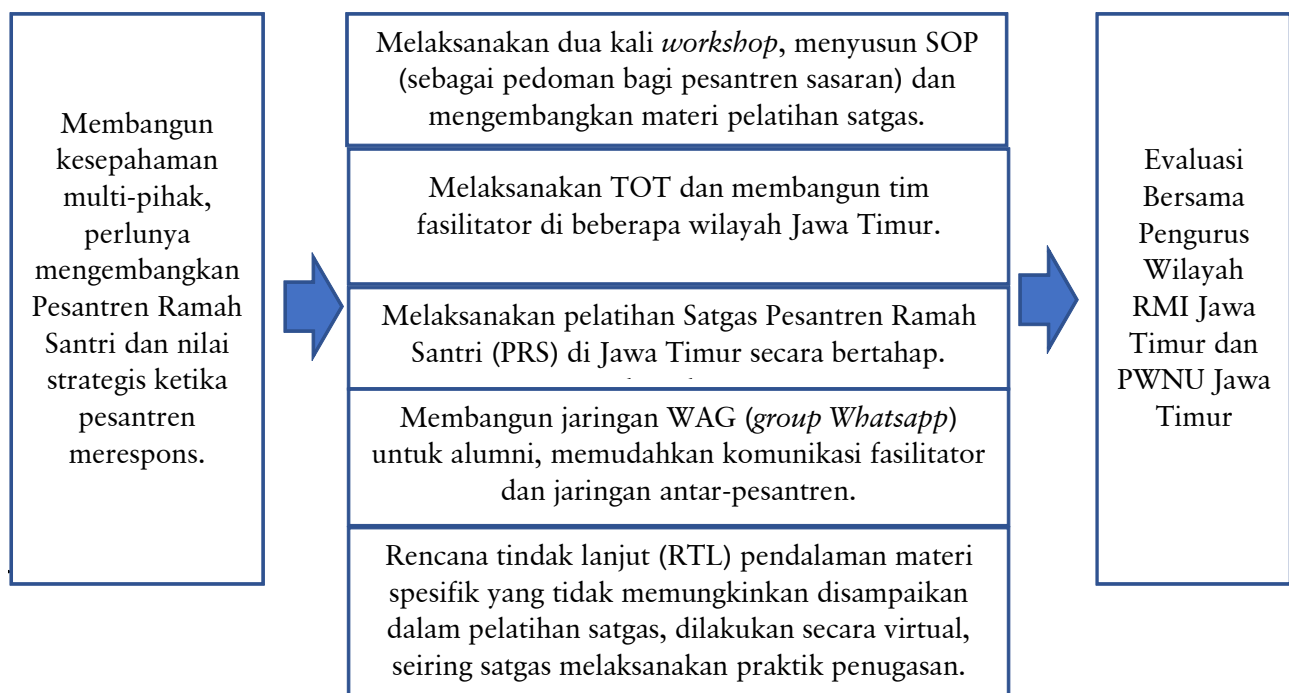 Membangun
kesepahaman
multi-pihak,
perlunya
mengembangkan
Pesantren Ramah
Santri dan nilai
strategis ketika
pesantren
merespons.
Melaksanakan dua kali workshop, menyusun SOP
(sebagai pedoman bagi pesantren sasaran) dan
mengembangkan materi pelatihan satgas.
Melaksanakan TOT dan membangun tim
fasilitator di beberapa wilayah Jawa Timur.
Melaksanakan pelatihan Satgas Pesantren Ramah
Santri (PRS) di Jawa Timur secara bertahap.
Membangun jaringan WAG (group Whatsapp)
untuk alumni, memudahkan komunikasi fasilitator
dan jaringan antar-pesantren.
Rencana tindak lanjut (RTL) pendalaman materi
spesifik yang tidak memungkinkan disampaikan
dalam pelatihan satgas, dilakukan secara virtual,
seiring satgas melaksanakan praktik penugasan.
Evaluasi
Bersama
Pengurus
Wilayah
RMI Jawa
Timur dan
PWNU Jawa
Timur